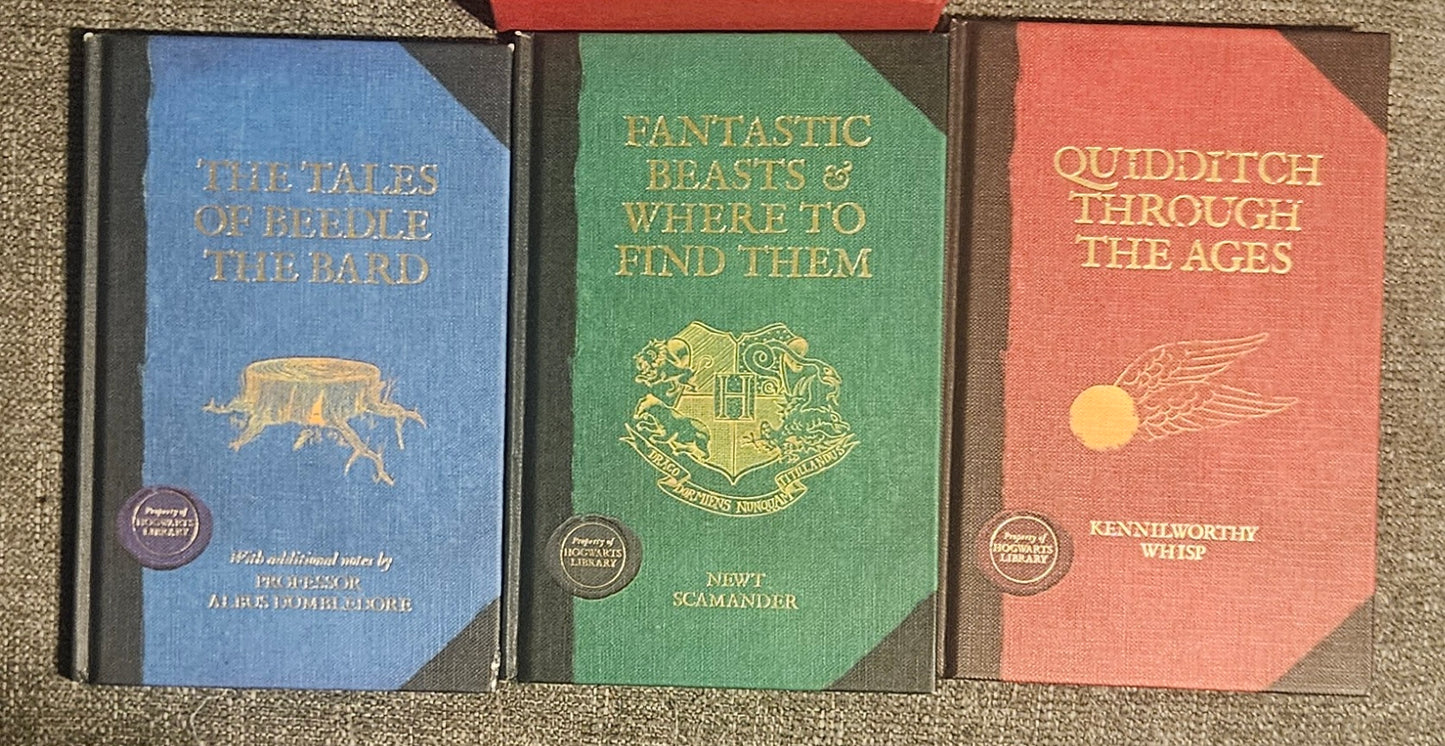 THE TALES
OF BEEDLE
THE BARD
Property of
HOGWARTS
LIBRARY
With additional notes by
PROFESSOR
ALBUS DUMBLEDORE
FANTASTIC
BEASTS &
WHERE TO
FIND THEM
H
DRACO DORMIENS NUNQUAM TITILLANDUS
Property of
HOGWARTS
LIBRARY
NEWT
SCAMANDER
QUIDDITCH
THROUGH
THE AGES
Property of
HOGWARTS
LIBRARY
KENNILWORTHY
WHISP